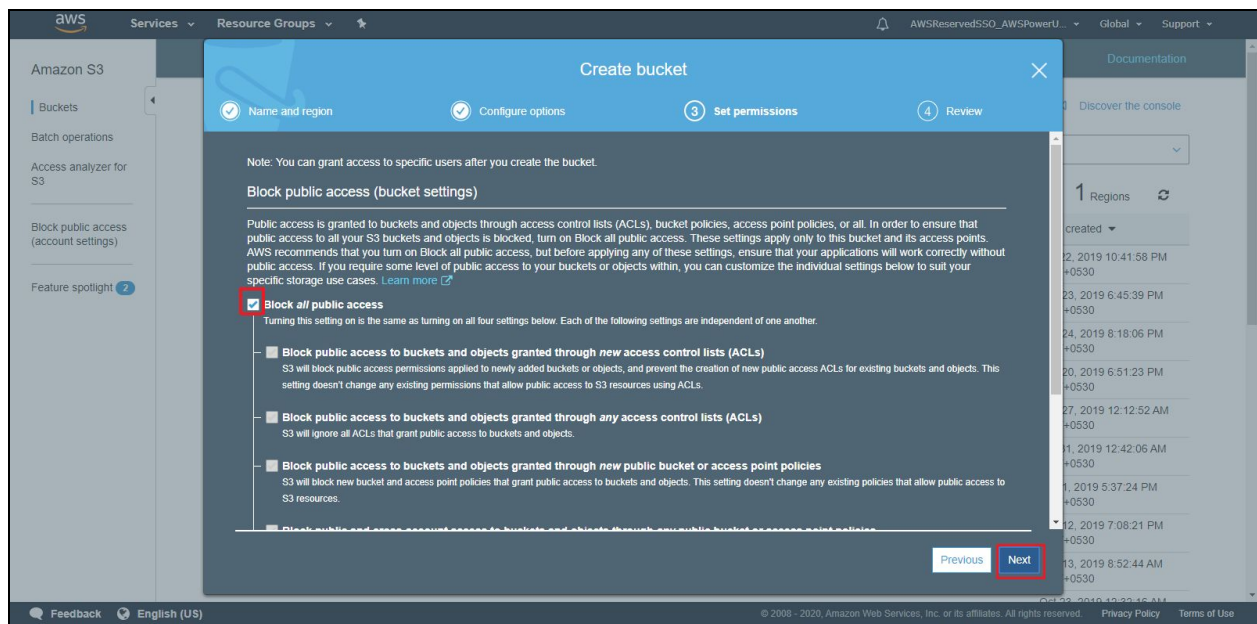 aws Services Resource Groups AWSReservedSSO_AWSPowerU... Global Support
Amazon S3
Buckets
Batch operations
Access analyzer for
S3
Block public access
(account settings)
Feature spotlight 2
Documentation
Discover the console
1 Regions
created
22, 2019 10:41:58 PM
+0530
23, 2019 6:45:39 PM
+0530
24, 2019 8:18:06 PM
+0530
20, 2019 6:51:23 PM
+0530
27, 2019 12:12:52 AM
+0530
31, 2019 12:42:06 AM
+0530
1, 2019 5:37:24 PM
+0530
12, 2019 7:08:21 PM
+0530
13, 2019 8:52:44 AM
+0530
Create bucket
Name and region
Configure options
3 Set permissions
4 Review
Note: You can grant access to specific users after you create the bucket.
Block public access (bucket settings)
Public access is granted to buckets and objects through access control lists (ACLs), bucket policies, access point policies, or all. In order to ensure that
public access to all your S3 buckets and objects is blocked, turn on Block all public access. These settings apply only to this bucket and its access points.
AWS recommends that you turn on Block all public access, but before applying any of these settings, ensure that your applications will work correctly without
public access. If you require some level of public access to your buckets or objects within, you can customize the individual settings below to suit your
specific storage use cases. Learn more
Block all public access
Turning this setting on is the same as turning on all four settings below. Each of the following settings are independent of one another.
Block public access to buckets and objects granted through new access control lists (ACLs)
S3 will block public access permissions applied to newly added buckets or objects, and prevent the creation of new public access ACLs for existing buckets and objects. This
setting doesn't change any existing permissions that allow public access to S3 resources using ACLs.
Block public access to buckets and objects granted through any access control lists (ACLs)
S3 will ignore all ACLs that grant public access to buckets and objects.
Block public access to buckets and objects granted through new public bucket or access point policies
S3 will block new bucket and access point policies that grant public access to buckets and objects. This setting doesn't change any existing policies that allow public access to
S3 resources.
Block public and cross-account access to buckets and objects through any public bucket or access point policies
Previous Next
Feedback English (US) © 2008 - 2020, Amazon Web Services, Inc. or its affiliates. All rights reserved. Privacy Policy Terms of Use